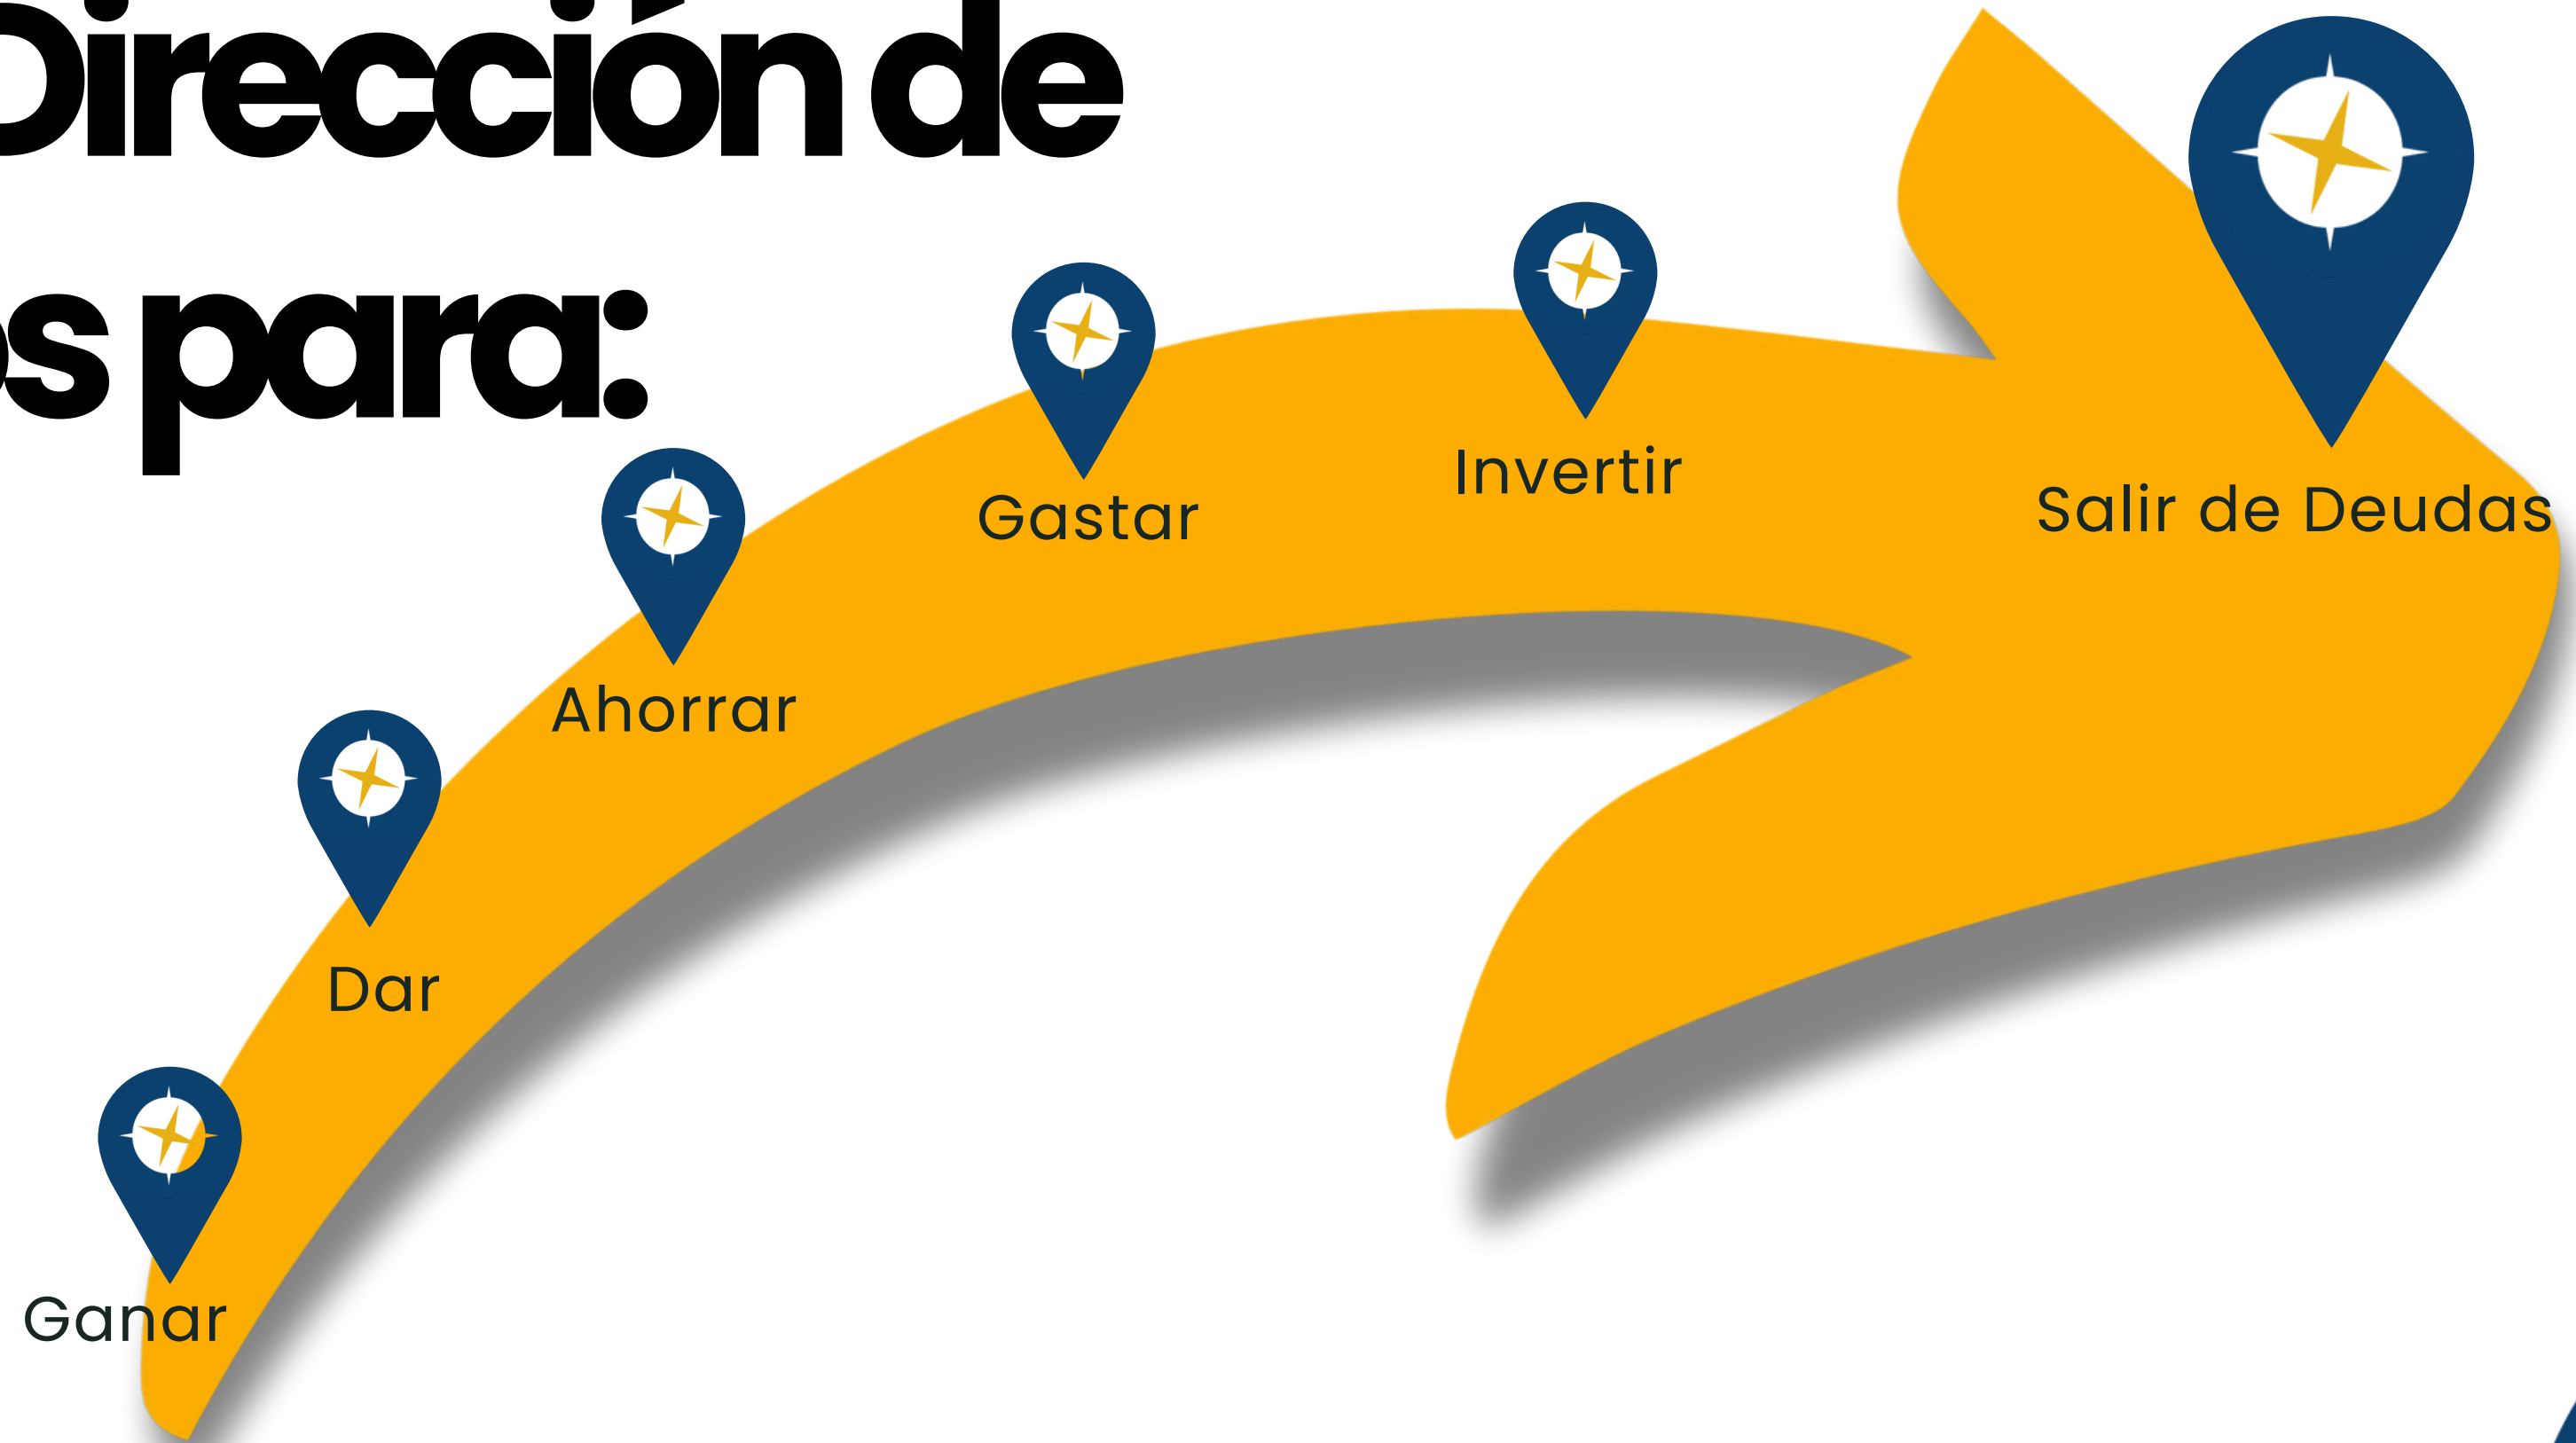 Dirección de
s para:
Invertir
Gastar
Salir de Deudas
Ahorrar
Dar
Ganar